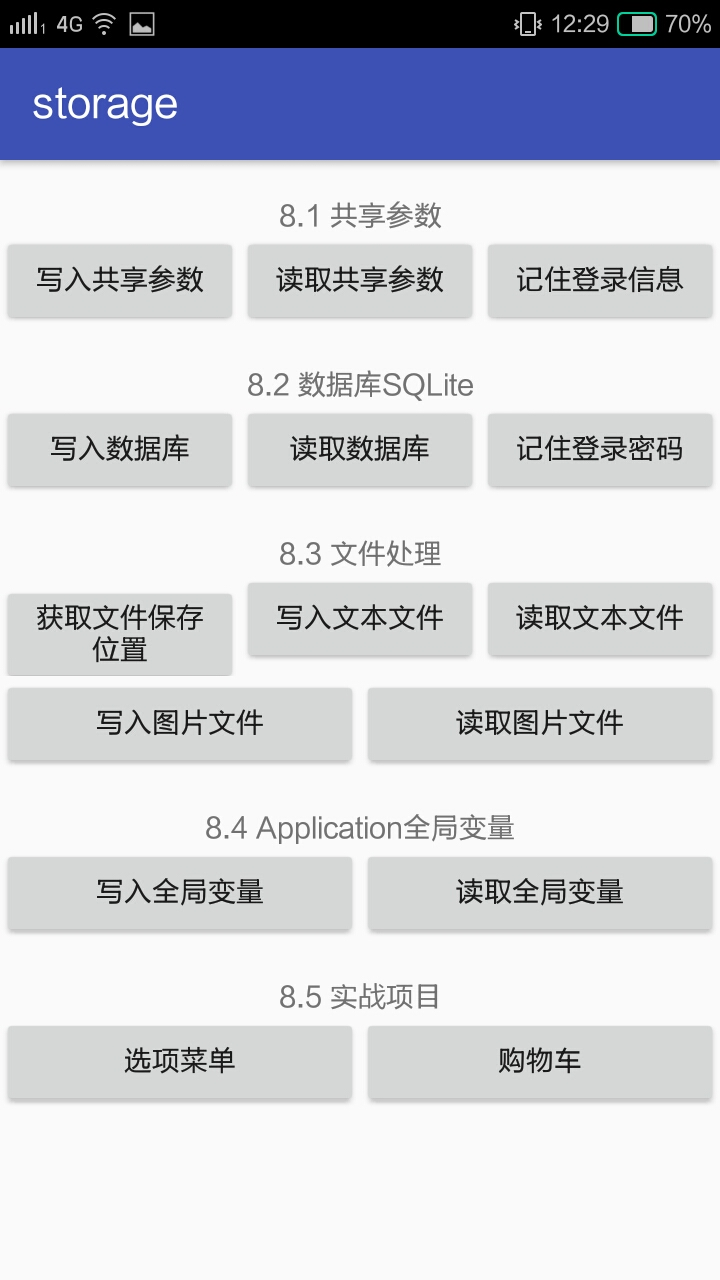 1 4G 12:29 70%
storage
8.1 共享参数
写入共享参数 读取共享参数 记住登录信息
8.2 数据库SQLite
写入数据库 读取数据库 记住登录密码
8.3 文件处理
获取文件保存
位置
写入文本文件 读取文本文件
写入图片文件 读取图片文件
8.4 Application全局变量
写入全局变量 读取全局变量
8.5 实战项目
选项菜单 购物车